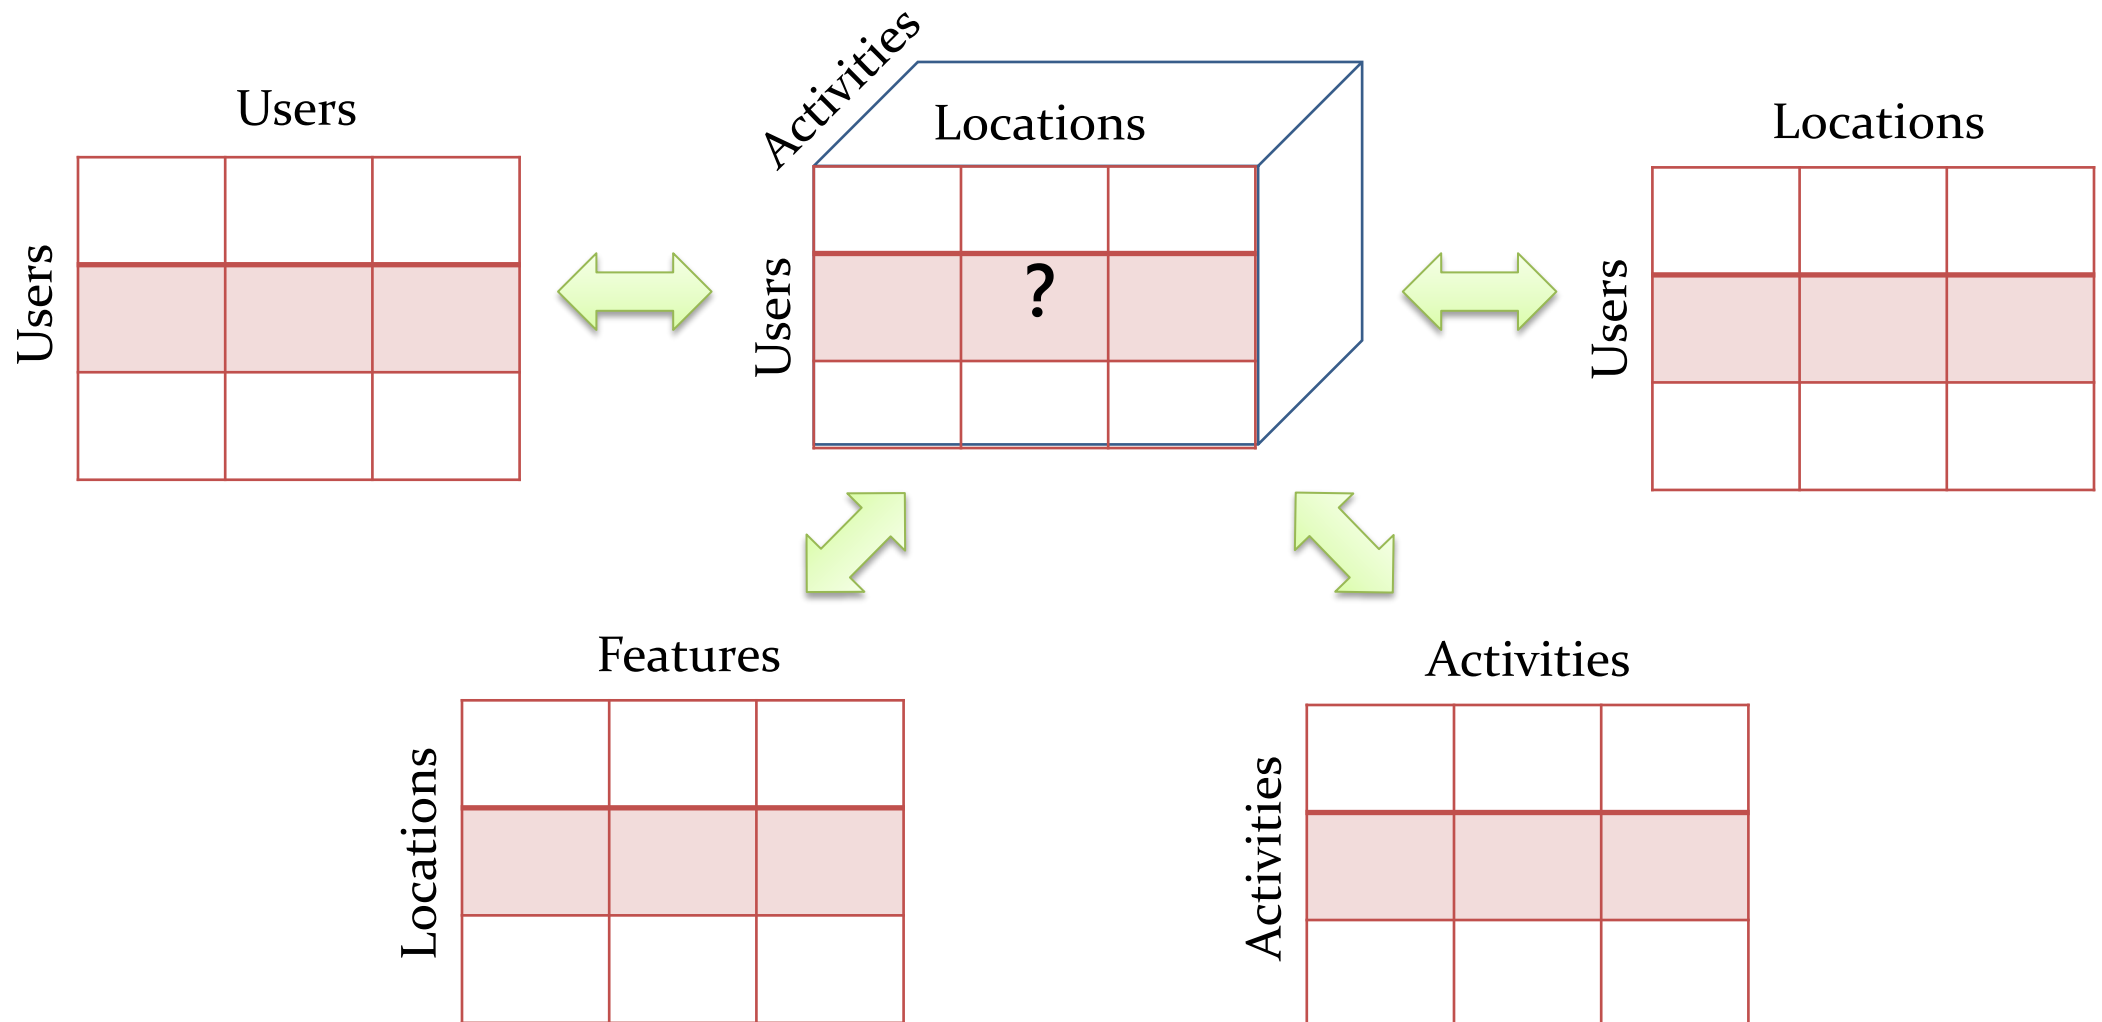 Users
Users
Activities
Locations
Users
?
Locations
Users
Features
Locations
Activities
Activities